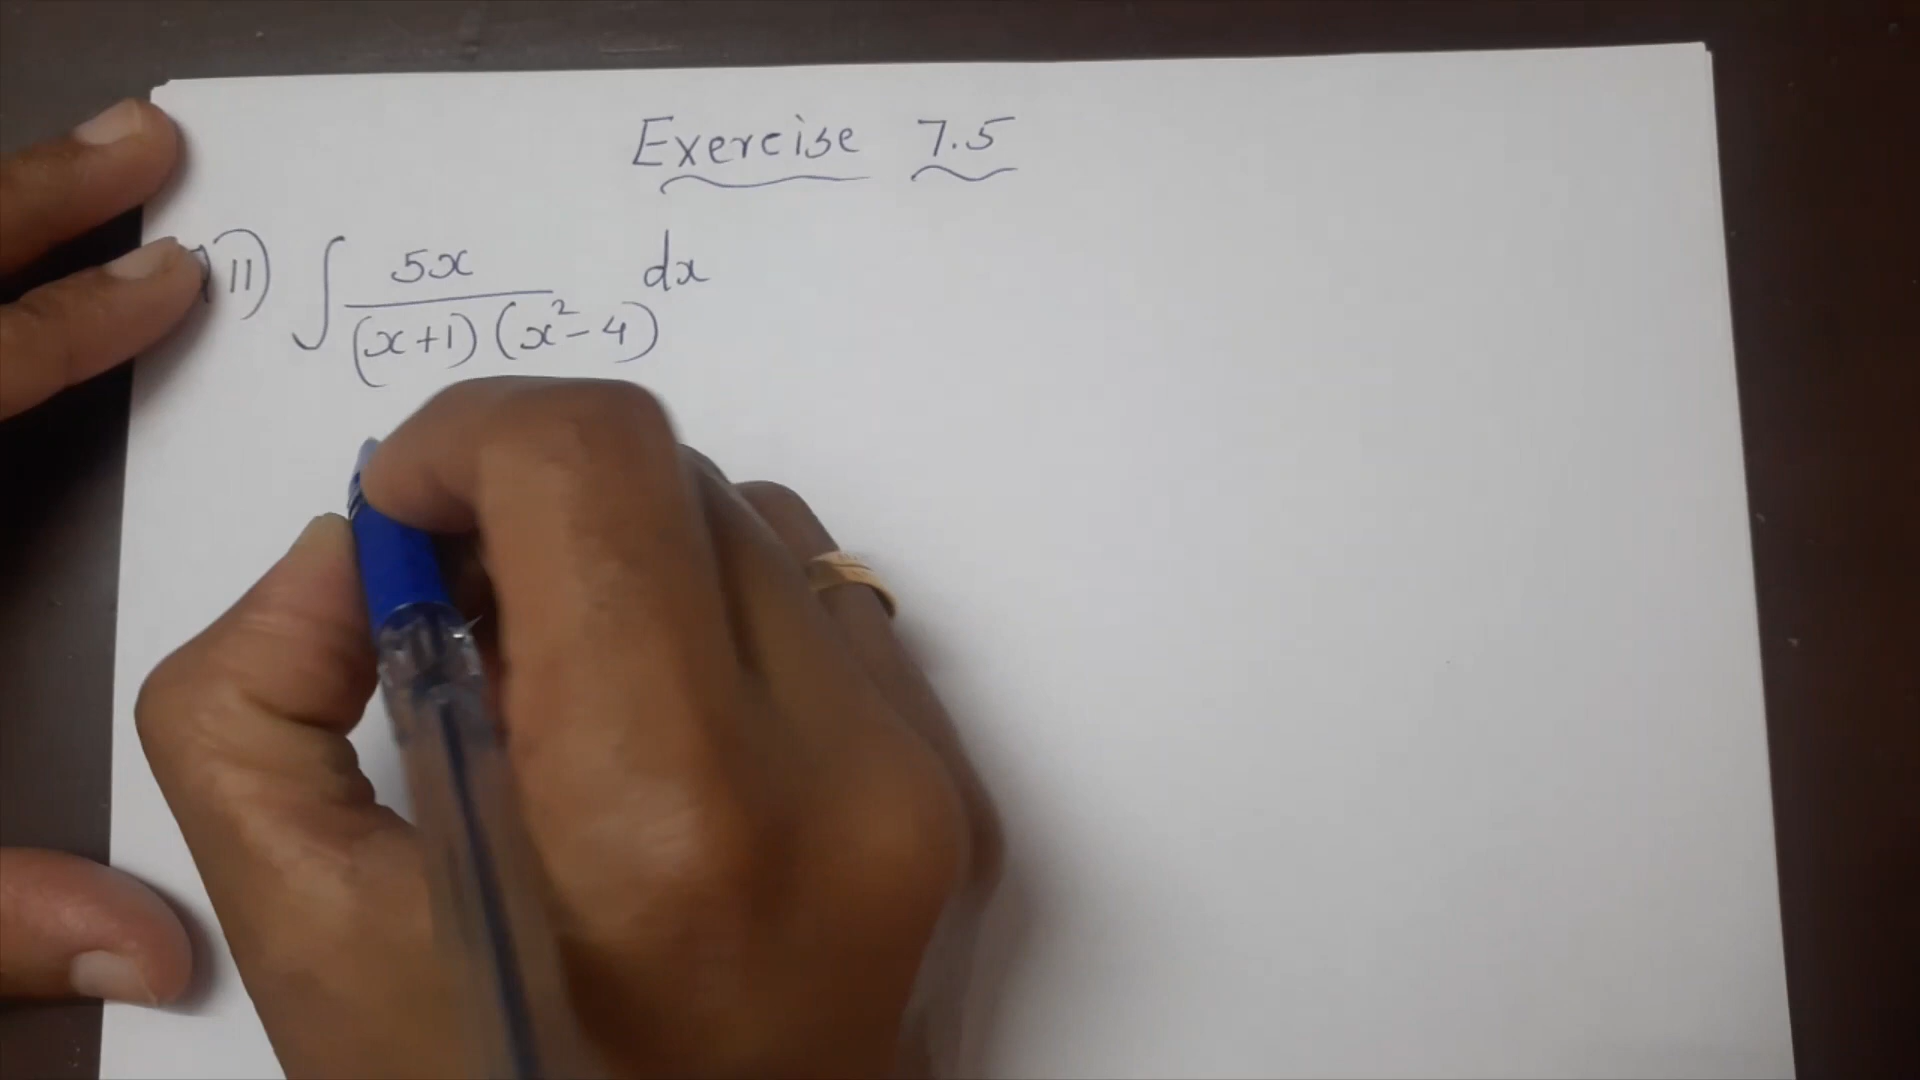 Exercise 7.5
11) ∫ 5x / (x+1)(x²-4) dx